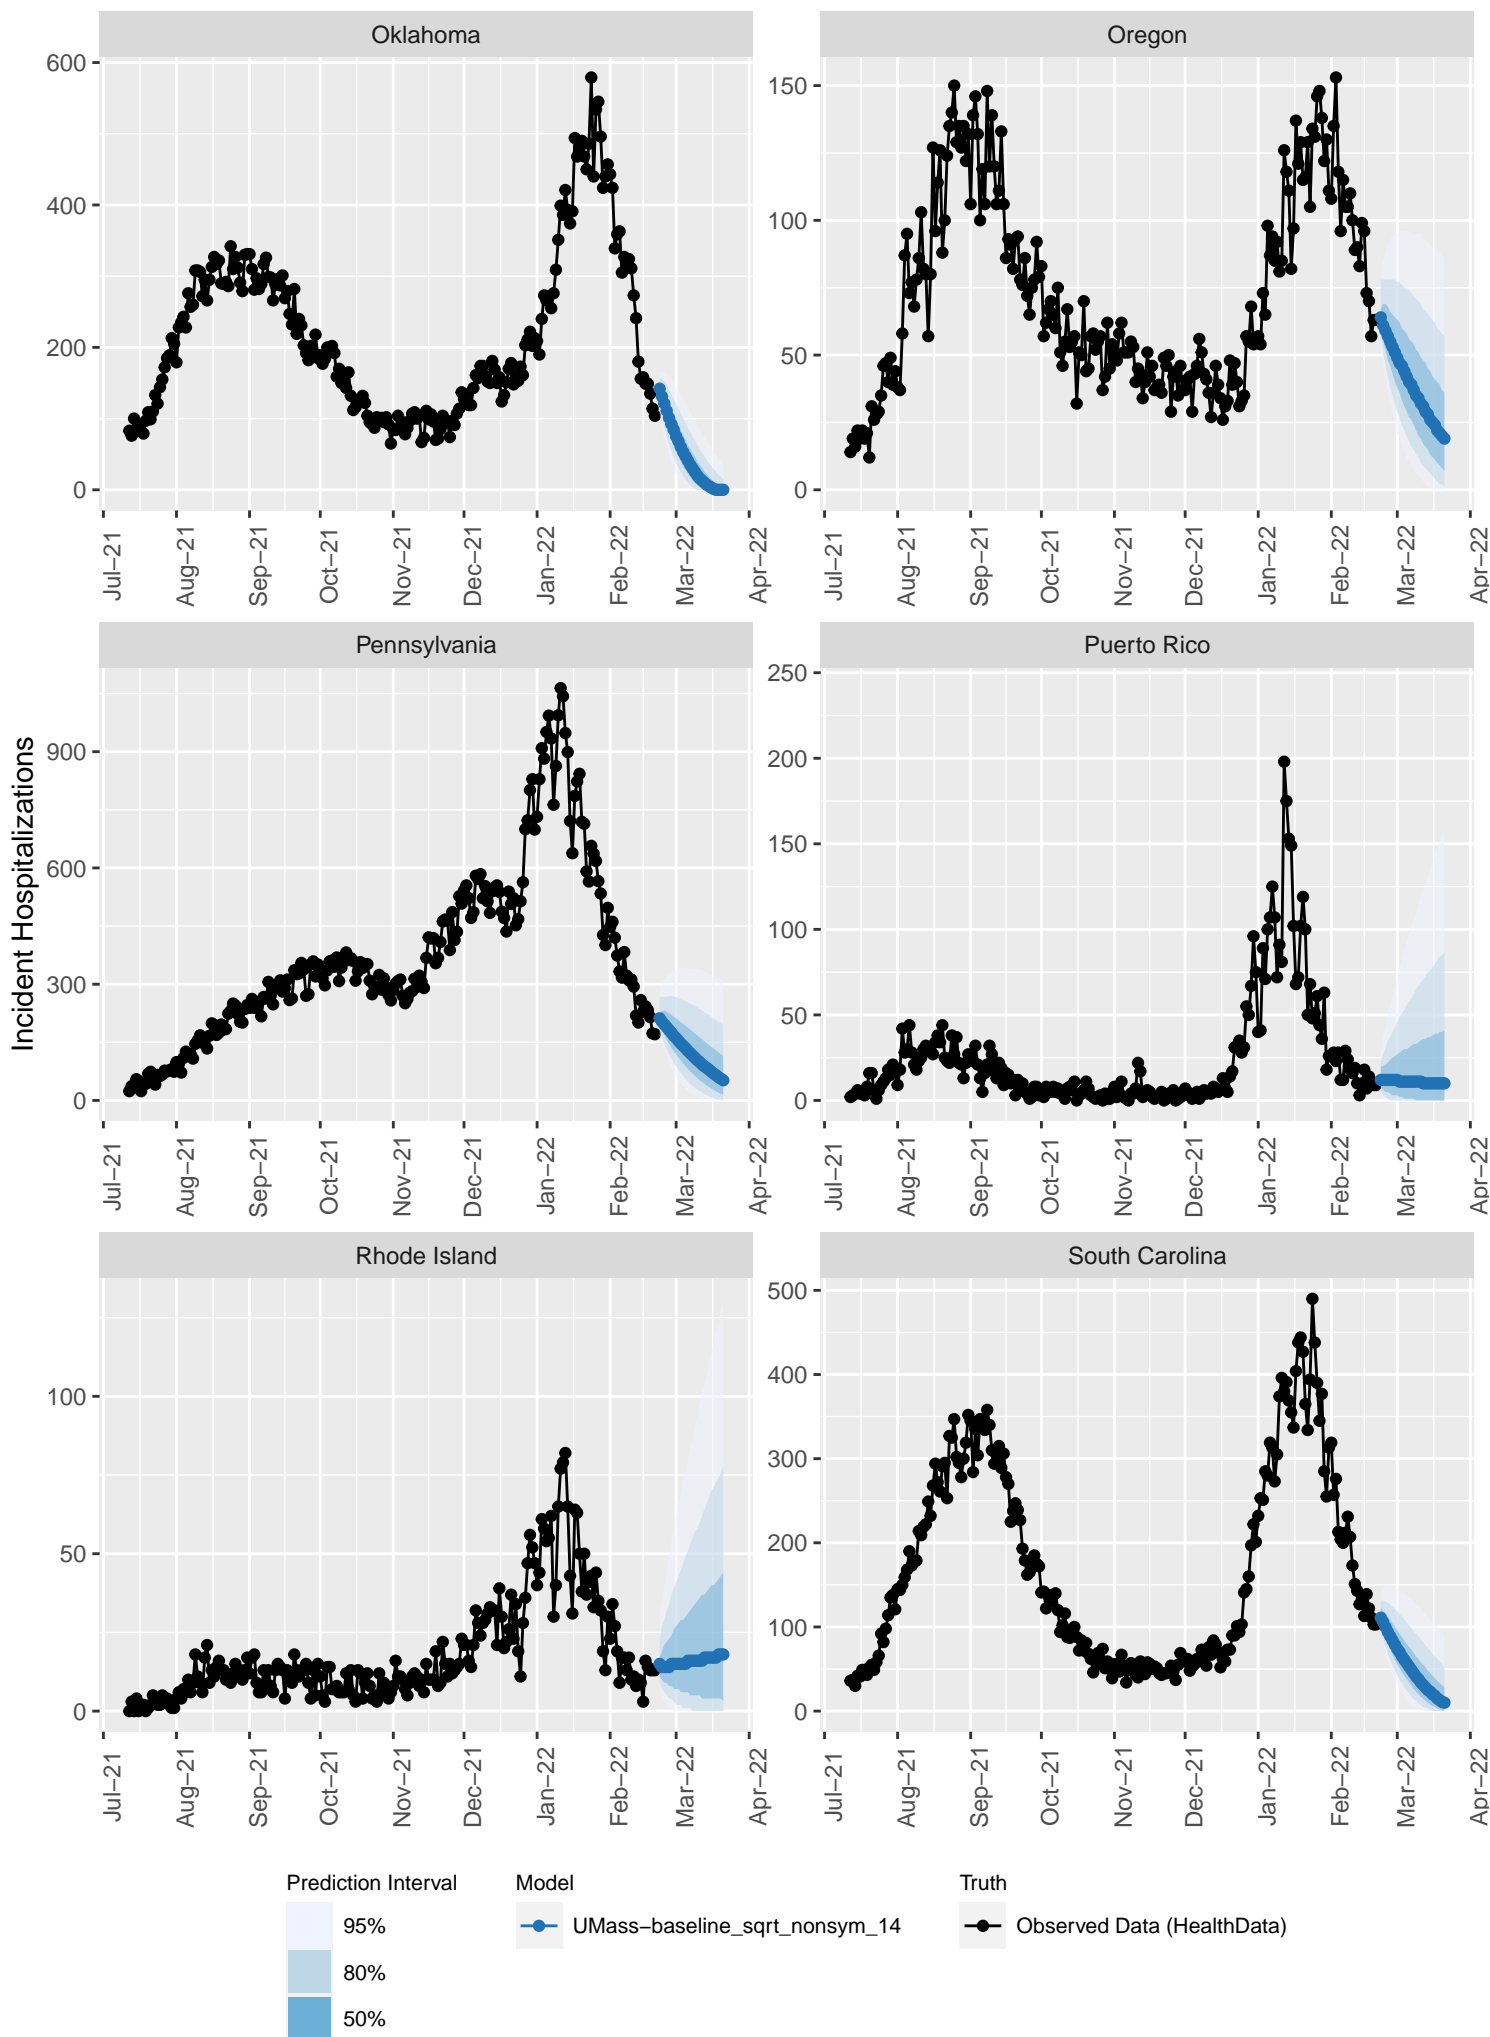 Oklahoma
Oregon
600
400
200
0
150
100
50
0
Jul−21
Aug−21
Sep−21
Oct−21
Nov−21
Dec−21
Jan−22
Feb−22
Mar−22
Apr−22
Jul−21
Aug−21
Sep−21
Oct−21
Nov−21
Dec−21
Jan−22
Feb−22
Mar−22
Apr−22
Incident Hospitalizations
Pennsylvania
Puerto Rico
900
600
300
0
250
200
150
100
50
0
Jul−21
Aug−21
Sep−21
Oct−21
Nov−21
Dec−21
Jan−22
Feb−22
Mar−22
Apr−22
Jul−21
Aug−21
Sep−21
Oct−21
Nov−21
Dec−21
Jan−22
Feb−22
Mar−22
Apr−22
Rhode Island
South Carolina
100
50
0
500
400
300
200
100
0
Jul−21
Aug−21
Sep−21
Oct−21
Nov−21
Dec−21
Jan−22
Feb−22
Mar−22
Apr−22
Jul−21
Aug−21
Sep−21
Oct−21
Nov−21
Dec−21
Jan−22
Feb−22
Mar−22
Apr−22
Prediction Interval
95%
80%
50%
Model
UMass−baseline_sqrt_nonsym_14
Truth
Observed Data (HealthData)